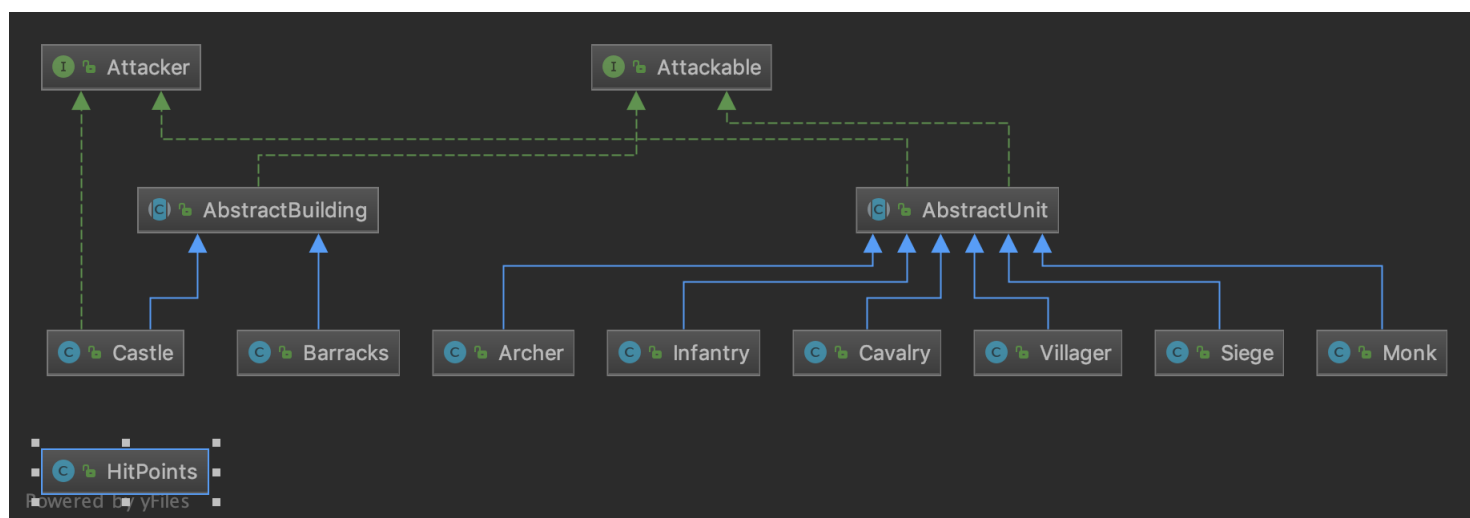 Attacker
Attackable
AbstractBuilding
AbstractUnit
Castle
Barracks
Archer
Infantry
Cavalry
Villager
Siege
Monk
HitPoints
Powered by yFiles